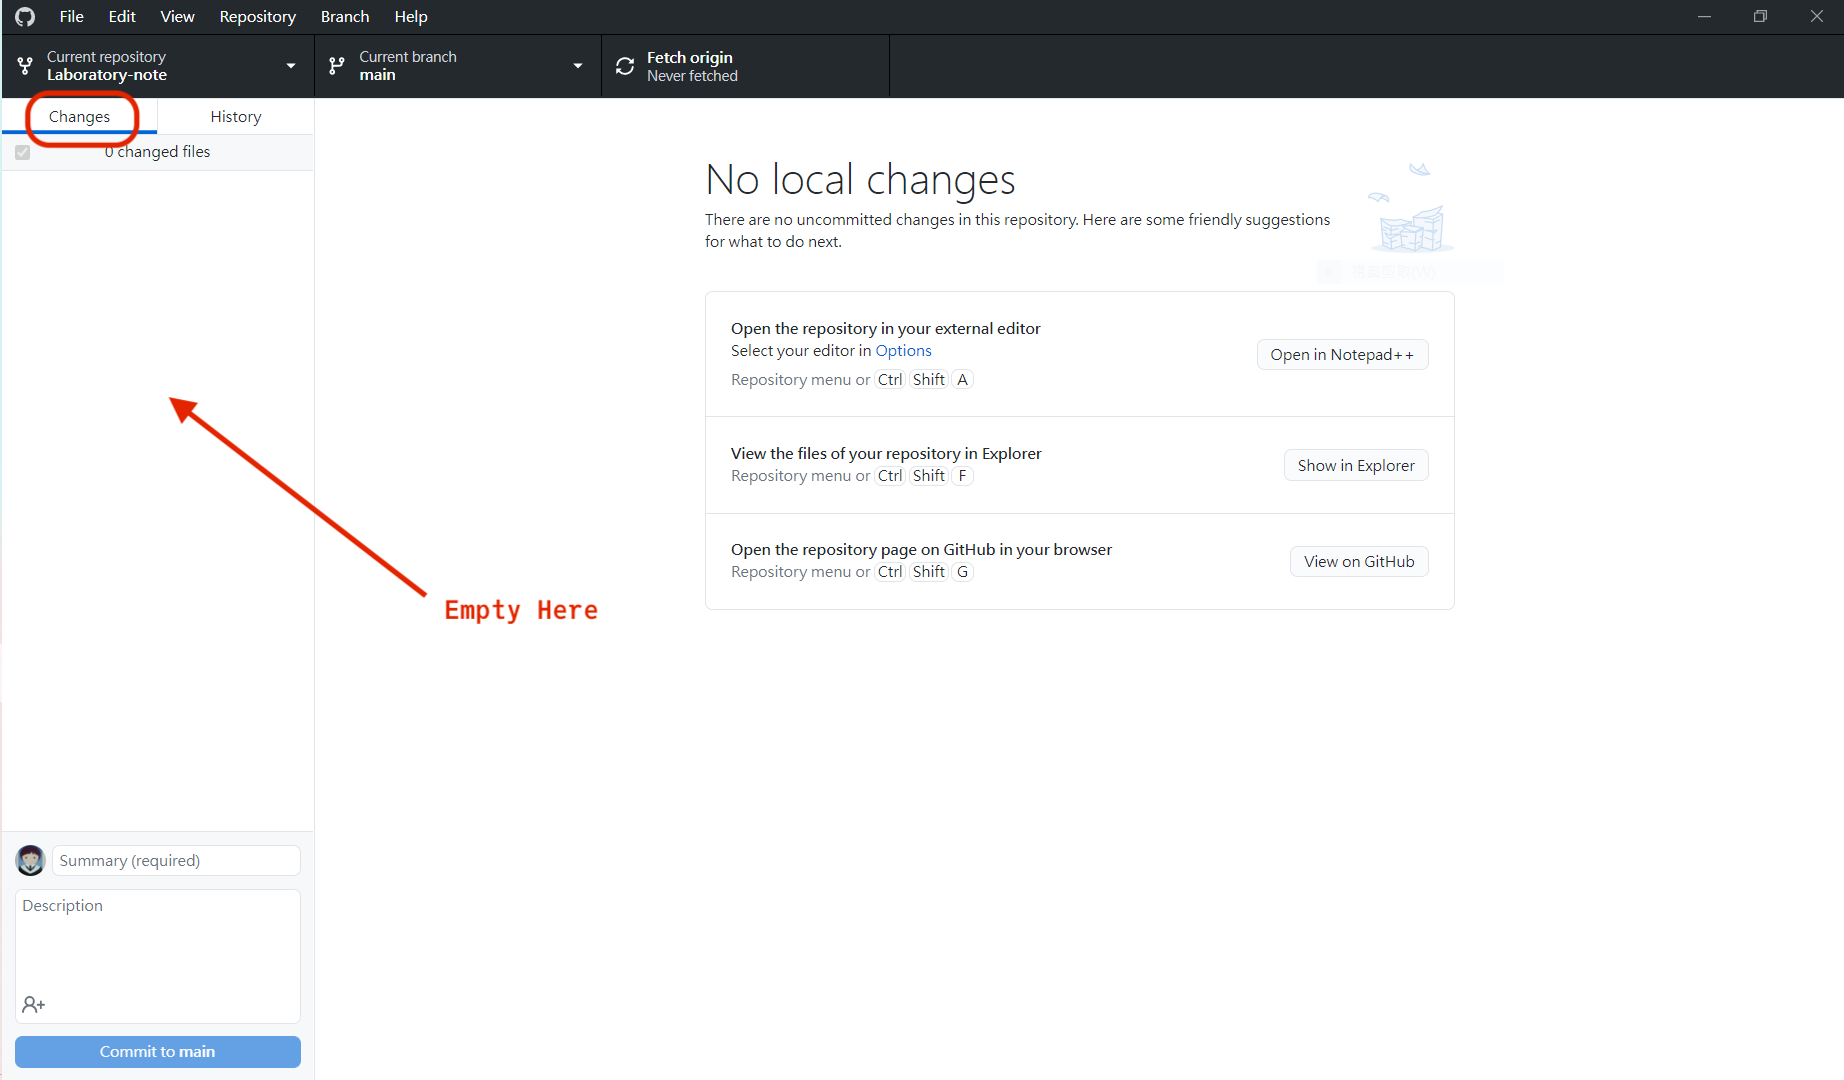 File Edit View Repository Branch Help
Current repository
Laboratory-note
Current branch
main
Fetch origin
Never fetched
Changes
History
0 changed files
No local changes
There are no uncommitted changes in this repository. Here are some friendly suggestions
for what to do next.
Open the repository in your external editor
Select your editor in Options
Repository menu or Ctrl Shift A
Open in Notepad++
View the files of your repository in Explorer
Repository menu or Ctrl Shift F
Show in Explorer
Open the repository page on GitHub in your browser
Repository menu or Ctrl Shift G
View on GitHub
Empty Here
Summary (required)
Description
Commit to main